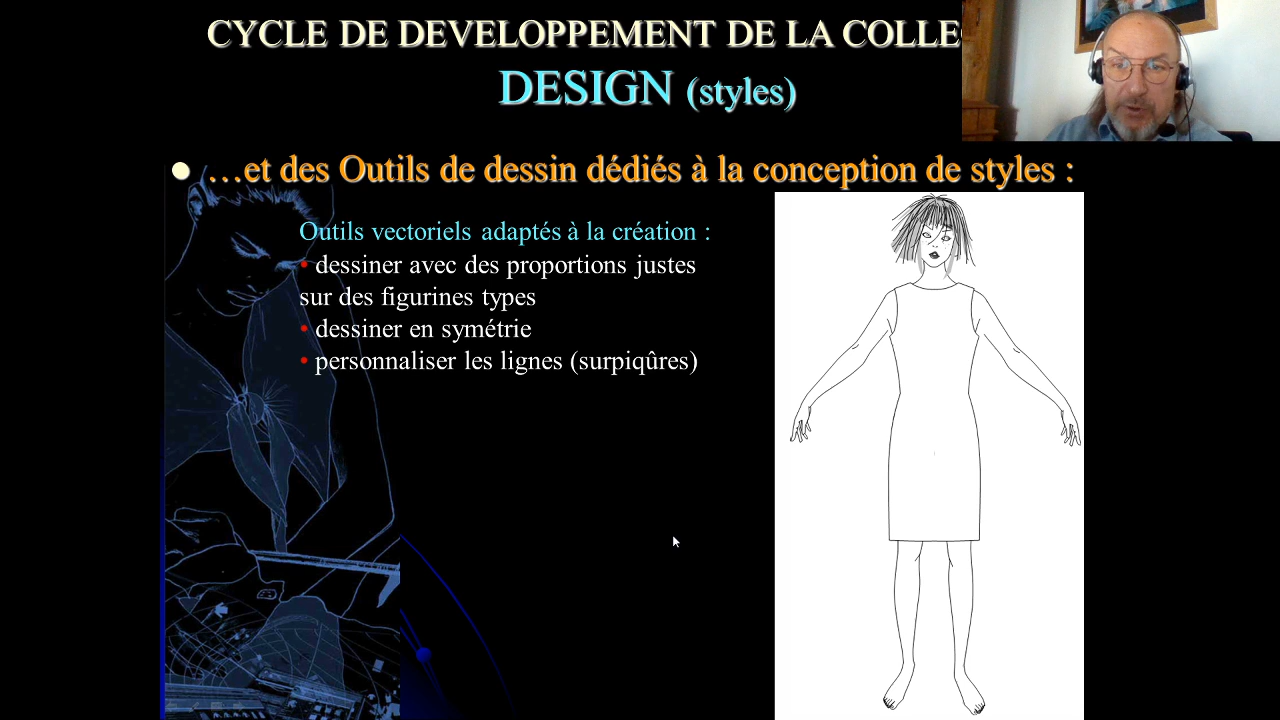 CYCLE DE DEVELOPPEMENT DE LA COLLEC
DESIGN (styles)
● …et des Outils de dessin dédiés à la conception de styles :
Outils vectoriels adaptés à la création :
• dessiner avec des proportions justes
sur des figurines types
• dessiner en symétrie
• personnaliser les lignes (surpiqûres)